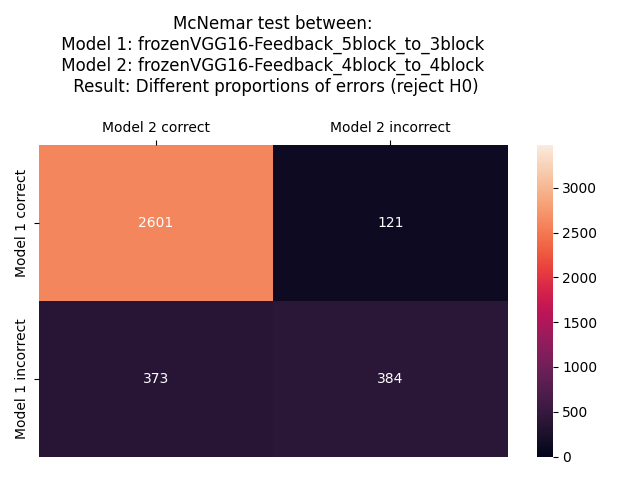 McNemar test between:
Model 1: frozenVGG16-Feedback_5block_to_3block
Model 2: frozenVGG16-Feedback_4block_to_4block
Result: Different proportions of errors (reject H0)
Model 2 correct
Model 2 incorrect
Model 1 correct
2601
121
Model 1 incorrect
373
384
3000
2500
2000
1500
1000
500
0